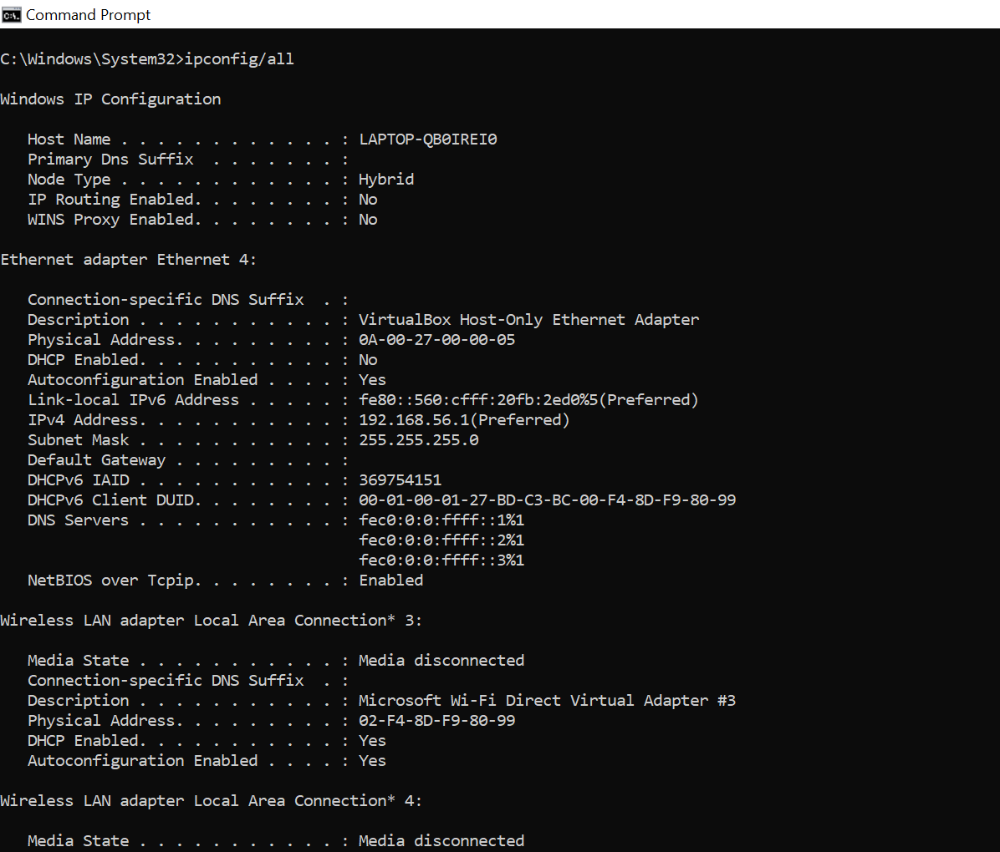 Command Prompt
C:\Windows\System32>ipconfig/all
Windows IP Configuration
Host Name . . . . . . . . . . . . : LAPTOP-QB0IREI0
Primary Dns Suffix  . . . . . . . :
Node Type . . . . . . . . . . . . : Hybrid
IP Routing Enabled. . . . . . . . : No
WINS Proxy Enabled. . . . . . . . : No
Ethernet adapter Ethernet 4:
Connection-specific DNS Suffix  . :
Description . . . . . . . . . . . : VirtualBox Host-Only Ethernet Adapter
Physical Address. . . . . . . . . : 0A-00-27-00-00-05
DHCP Enabled. . . . . . . . . . . : No
Autoconfiguration Enabled . . . . : Yes
Link-local IPv6 Address . . . . . : fe80::560:cfff:20fb:2ed0%5(Preferred)
IPv4 Address. . . . . . . . . . . : 192.168.56.1(Preferred)
Subnet Mask . . . . . . . . . . . : 255.255.255.0
Default Gateway . . . . . . . . . :
DHCPv6 IAID . . . . . . . . . . . : 369754151
DHCPv6 Client DUID. . . . . . . . : 00-01-00-01-27-BD-C3-BC-00-F4-8D-F9-80-99
DNS Servers . . . . . . . . . . . : fec0:0:0:ffff::1%1
fec0:0:0:ffff::2%1
fec0:0:0:ffff::3%1
NetBIOS over Tcpip. . . . . . . . : Enabled
Wireless LAN adapter Local Area Connection* 3:
Media State . . . . . . . . . . . : Media disconnected
Connection-specific DNS Suffix  . :
Description . . . . . . . . . . . : Microsoft Wi-Fi Direct Virtual Adapter #3
Physical Address. . . . . . . . . : 02-F4-8D-F9-80-99
DHCP Enabled. . . . . . . . . . . : Yes
Autoconfiguration Enabled . . . . : Yes
Wireless LAN adapter Local Area Connection* 4:
Media State . . . . . . . . . . . : Media disconnected